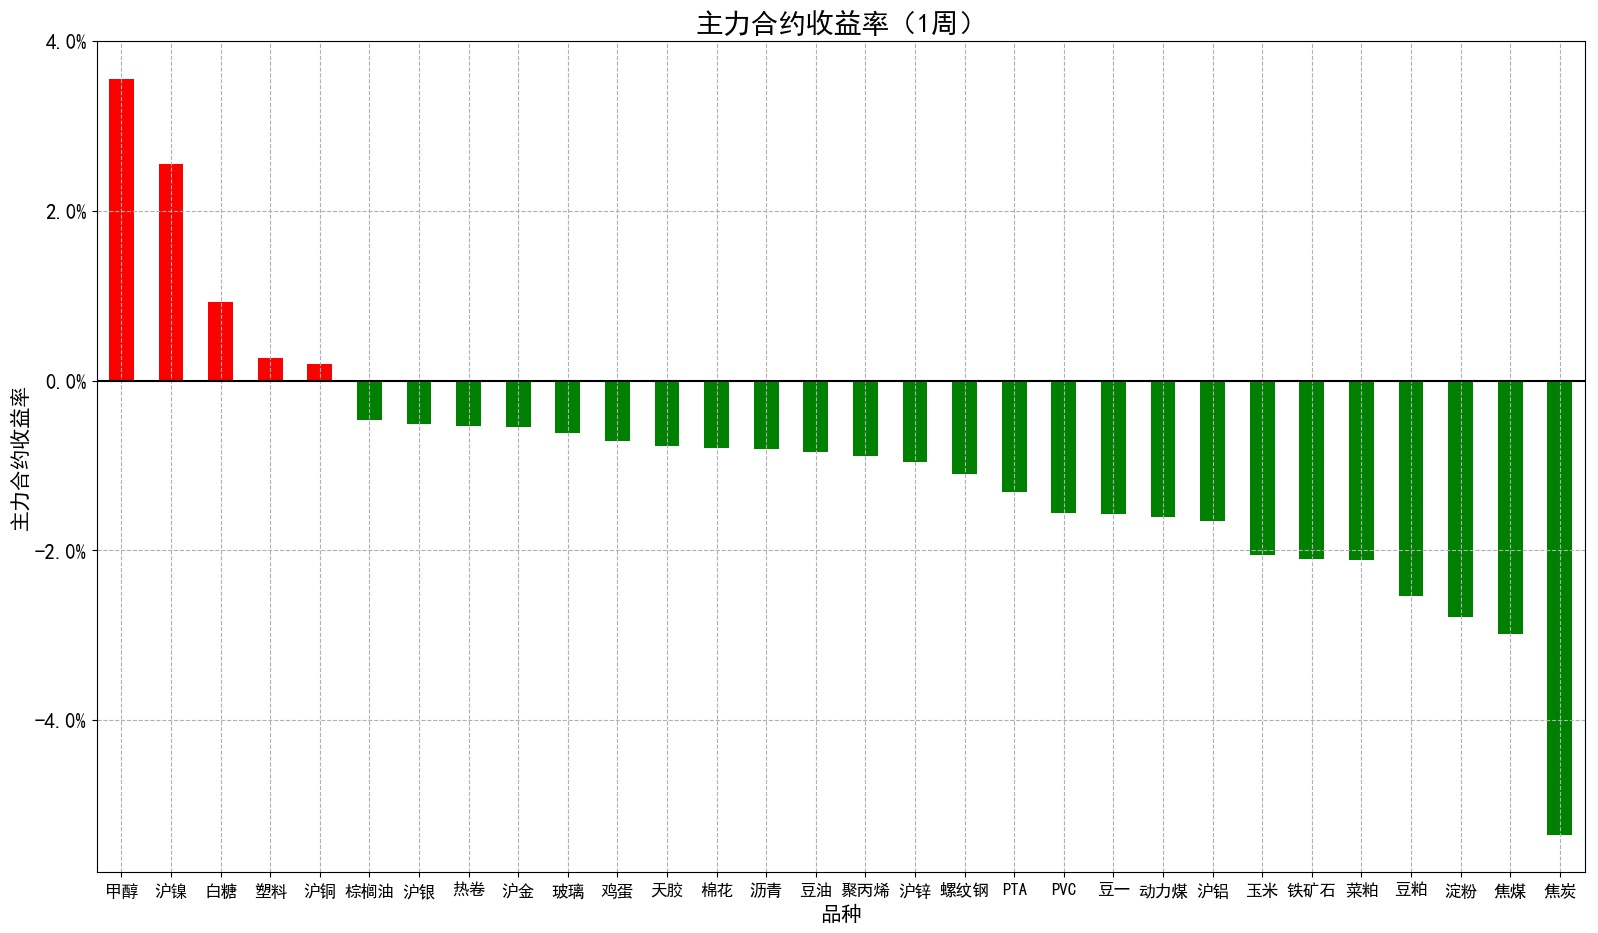 主力合约收益率（1周）
4.0%
2.0%
0.0%
-2.0%
-4.0%
主力合约收益率
甲醇 沪镍 白糖 塑料 沪铜 棕榈油 沪银 热卷 沪金 玻璃 鸡蛋 天胶 棉花 沥青 豆油 聚丙烯 沪锌 螺纹钢 PTA PVC 豆一 动力煤 沪铝 玉米 铁矿石 菜粕 豆粕 淀粉 焦煤 焦炭
品种